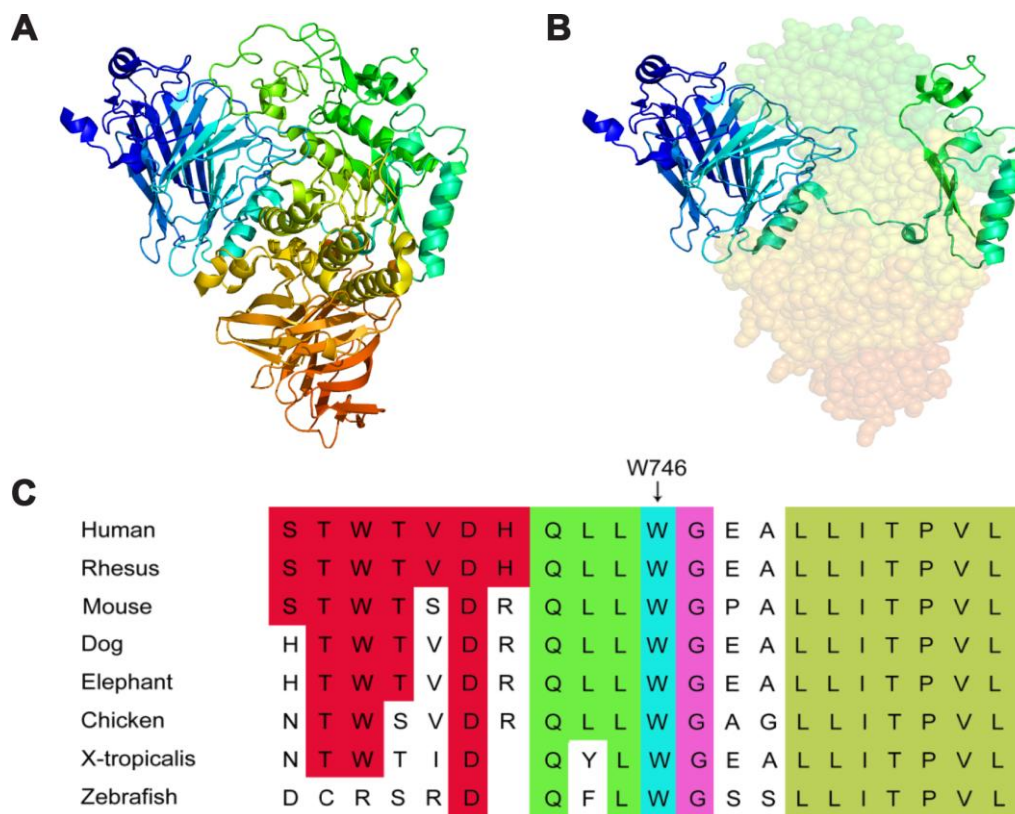 A
B
W746
C
Human S T W T V D H Q L L W G E A L L I T P V L
Rhesus S T W T V D H Q L L W G E A L L I T P V L
Mouse S T W T S D R Q L L W G P A L L I T P V L
Dog H T W T V D R Q L L W G E A L L I T P V L
Elephant H T W T V D R Q L L W G E A L L I T P V L
Chicken N T W S V D R Q L L W G A G L L I T P V L
X-tropicalis N T W T I D Q Y L W G E A L L I T P V L
Zebrafish D C R S R D Q F L W G S S L L I T P V L